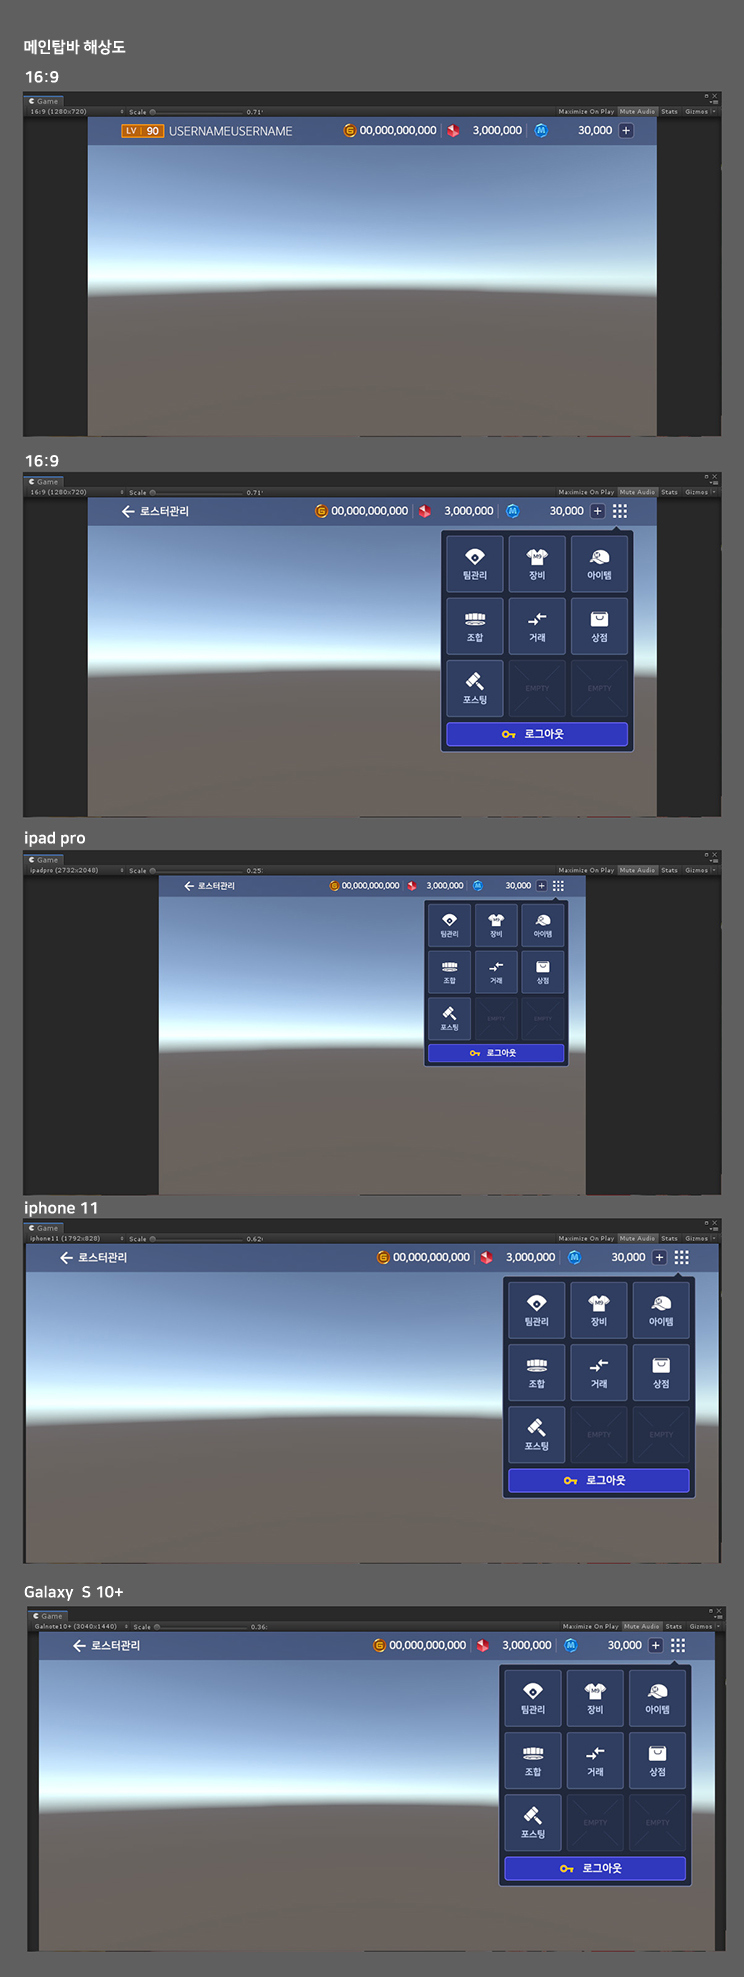 메인탑바 해상도
16:9
Game
16:9 (1280x720) Scale 0.71 Maximize On Play Mute Audio Stats Gizmos
LV 90 USERNAMEUSERNAME G 00,000,000,000 3,000,000 M 30,000 +
16:9
Game
16:9 (1280x720) Scale 0.71 Maximize On Play Mute Audio Stats Gizmos
로스터관리 G 00,000,000,000 3,000,000 M 30,000 +
M9
팀관리 장비 아이템
조합 거래 상점
포스팅 EMPTY EMPTY
로그아웃
ipad pro
Game
ipadpro (2732x2048) Scale 0.25 Maximize On Play Mute Audio Stats Gizmos
로스터관리 G 00,000,000,000 3,000,000 M 30,000 +
M9
팀관리 장비 아이템
조합 거래 상점
포스팅 EMPTY EMPTY
로그아웃
iphone 11
Game
iphone11 (1792x828) Scale 0.62 Maximize On Play Mute Audio Stats Gizmos
로스터관리 G 00,000,000,000 3,000,000 M 30,000 +
M9
팀관리 장비 아이템
조합 거래 상점
포스팅 EMPTY EMPTY
로그아웃
Galaxy S 10+
Game
Galnote10+ (3040x1440) Scale 0.36 Maximize On Play Mute Audio Stats Gizmos
로스터관리 G 00,000,000,000 3,000,000 M 30,000 +
M9
팀관리 장비 아이템
조합 거래 상점
포스팅 EMPTY EMPTY
로그아웃